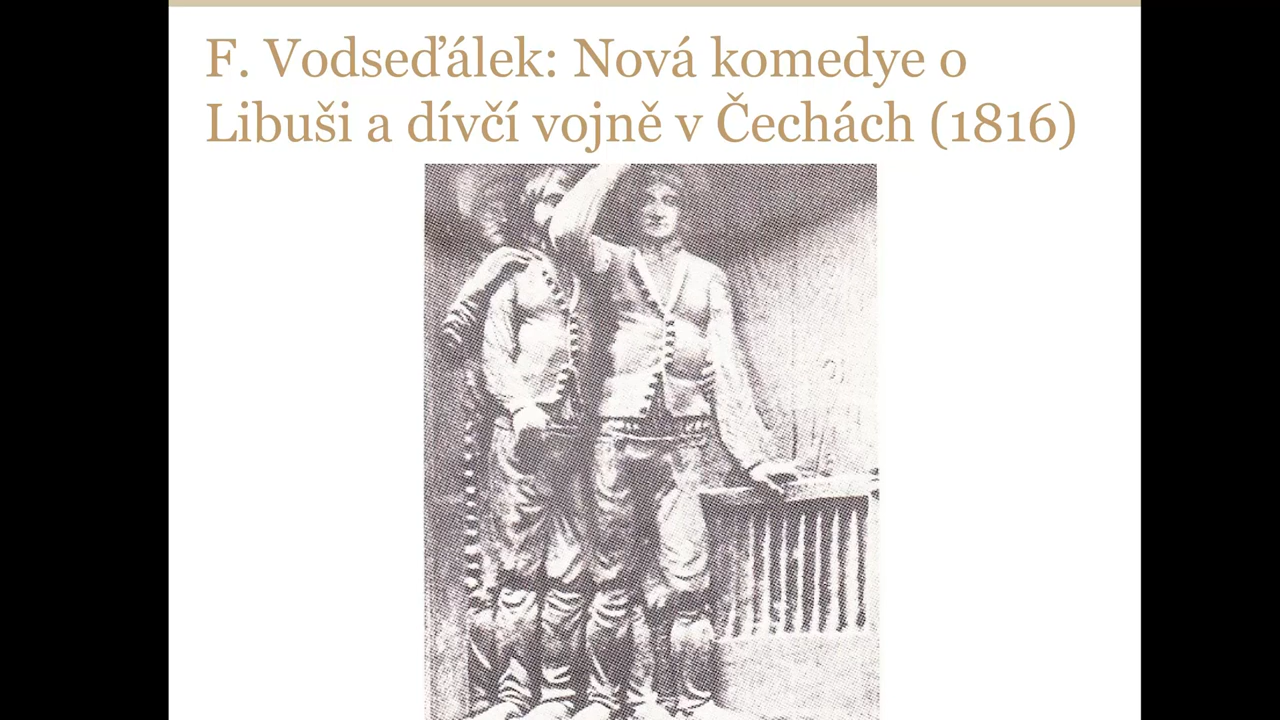 F. Vodseďálek: Nová komedye o
Libuši a dívčí vojně v Čechách (1816)